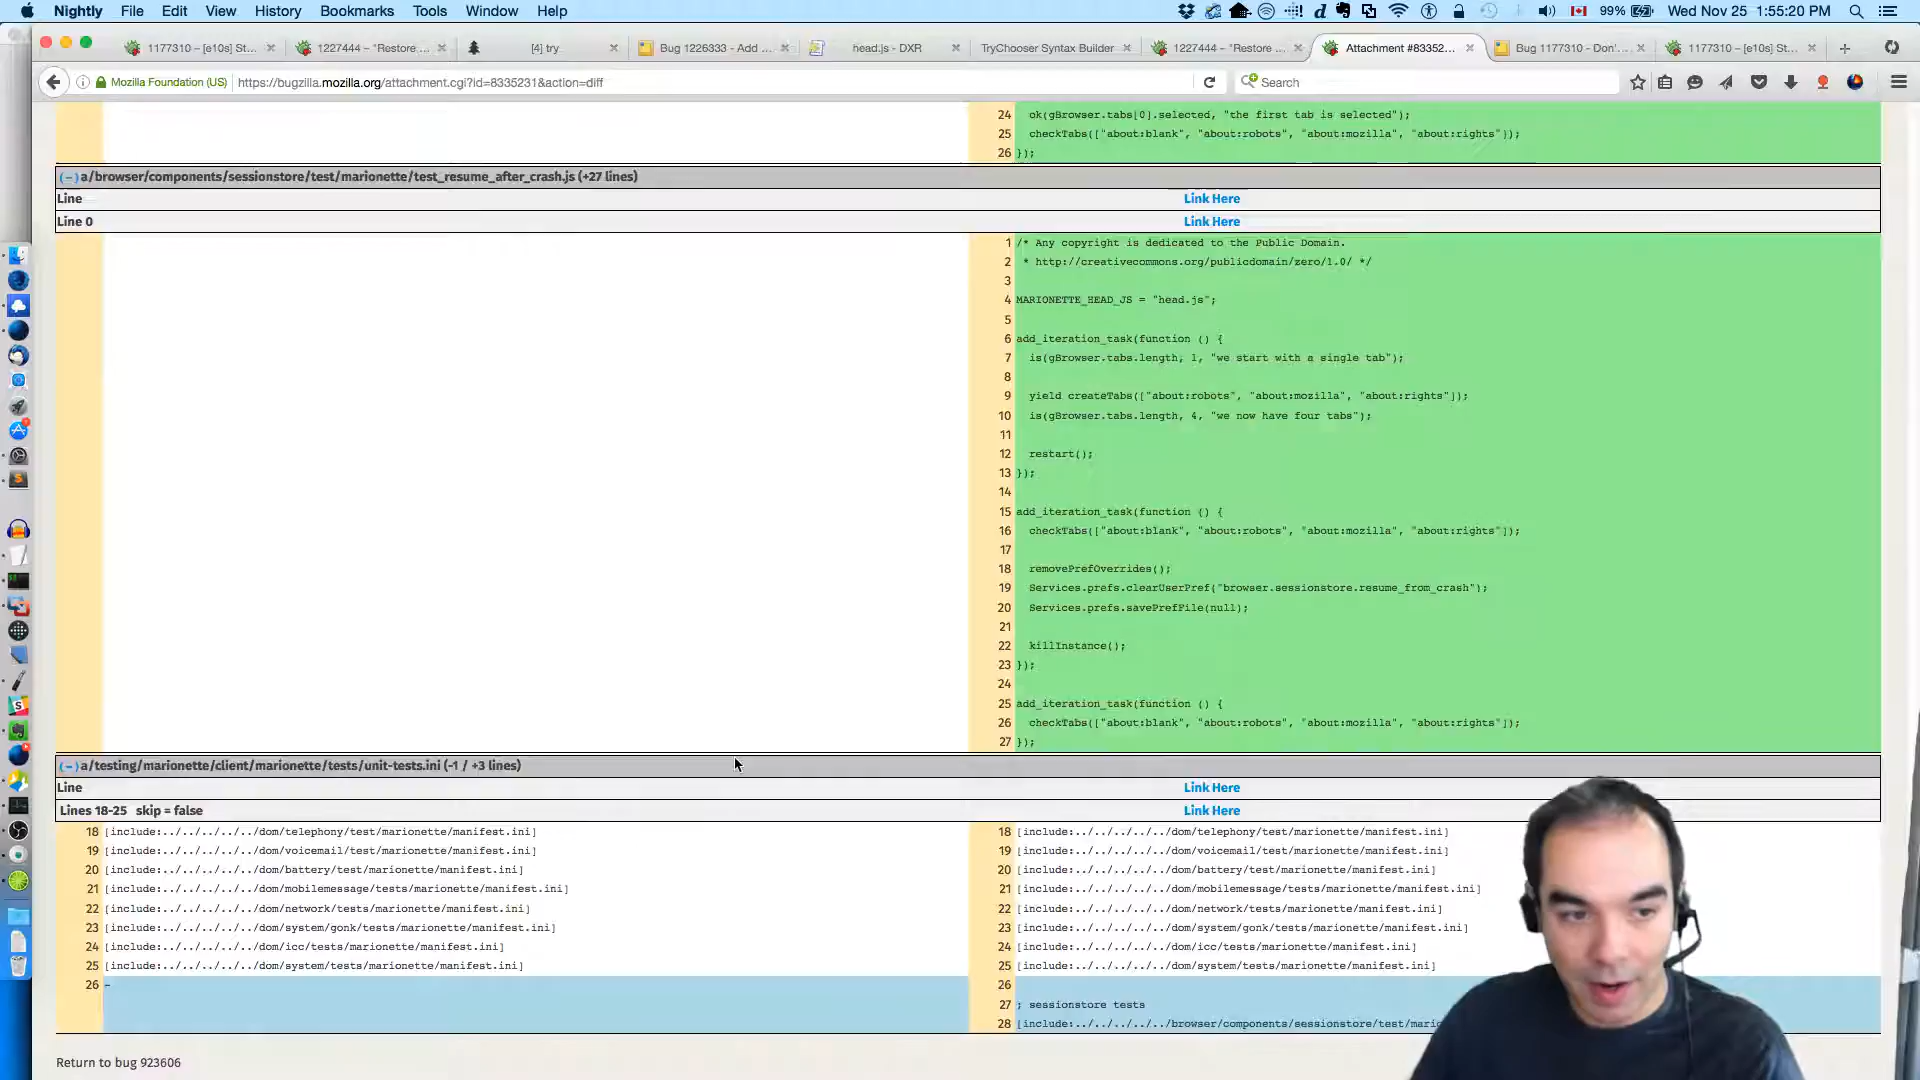 Nightly File Edit View History Bookmarks Tools Window Help
99% Wed Nov 25 1:55:20 PM
1177310 – [e10s] St...
1227444 – "Restore ...
[4] try
Bug 1226333 - Add ...
head.js - DXR
TryChooser Syntax Builder
1227444 – "Restore ...
Attachment #83352...
Bug 1177310 - Don'...
1177310 – [e10s] St...
Mozilla Foundation (US)
https://bugzilla.mozilla.org/attachment.cgi?id=8335231&action=diff
Search
24 ok(gBrowser.tabs[0].selected, "the first tab is selected");
25 checkTabs(["about:blank", "about:robots", "about:mozilla", "about:rights"]);
26 });
(–)a/browser/components/sessionstore/test/marionette/test_resume_after_crash.js (+27 lines)
Line Link Here
Line 0 Link Here
1 /* Any copyright is dedicated to the Public Domain.
2 * http://creativecommons.org/publicdomain/zero/1.0/ */
3
4 MARIONETTE_HEAD_JS = "head.js";
5
6 add_iteration_task(function () {
7 is(gBrowser.tabs.length, 1, "we start with a single tab");
8
9 yield createTabs(["about:robots", "about:mozilla", "about:rights"]);
10 is(gBrowser.tabs.length, 4, "we now have four tabs");
11
12 restart();
13 });
14
15 add_iteration_task(function () {
16 checkTabs(["about:blank", "about:robots", "about:mozilla", "about:rights"]);
17
18 removePrefOverrides();
19 Services.prefs.clearUserPref("browser.sessionstore.resume_from_crash");
20 Services.prefs.savePrefFile(null);
21
22 killInstance();
23 });
24
25 add_iteration_task(function () {
26 checkTabs(["about:blank", "about:robots", "about:mozilla", "about:rights"]);
27 });
(–)a/testing/marionette/client/marionette/tests/unit-tests.ini (-1 / +3 lines)
Line Link Here
Lines 18-25 skip = false Link Here
18 [include:../../../../../dom/telephony/test/marionette/manifest.ini] 18 [include:../../../../../dom/telephony/test/marionette/manifest.ini]
19 [include:../../../../../dom/voicemail/test/marionette/manifest.ini] 19 [include:../../../../../dom/voicemail/test/marionette/manifest.ini]
20 [include:../../../../../dom/battery/test/marionette/manifest.ini] 20 [include:../../../../../dom/battery/test/marionette/manifest.ini]
21 [include:../../../../../dom/mobilemessage/tests/marionette/manifest.ini] 21 [include:../../../../../dom/mobilemessage/tests/marionette/manifest.ini]
22 [include:../../../../../dom/network/tests/marionette/manifest.ini] 22 [include:../../../../../dom/network/tests/marionette/manifest.ini]
23 [include:../../../../../dom/system/gonk/tests/marionette/manifest.ini] 23 [include:../../../../../dom/system/gonk/tests/marionette/manifest.ini]
24 [include:../../../../../dom/icc/tests/marionette/manifest.ini] 24 [include:../../../../../dom/icc/tests/marionette/manifest.ini]
25 [include:../../../../../dom/system/tests/marionette/manifest.ini] 25 [include:../../../../../dom/system/tests/marionette/manifest.ini]
26 - 26
27 ; sessionstore tests
28 [include:../../../../../browser/components/sessionstore/test/mario
Return to bug 923606